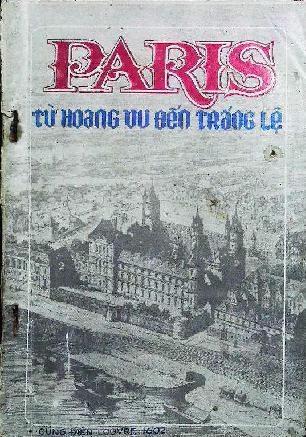 PARIS
TỪ HOANG VU ĐẾN TRÁNG LỆ
CUNG ĐIỆN LOUVRE, 1602